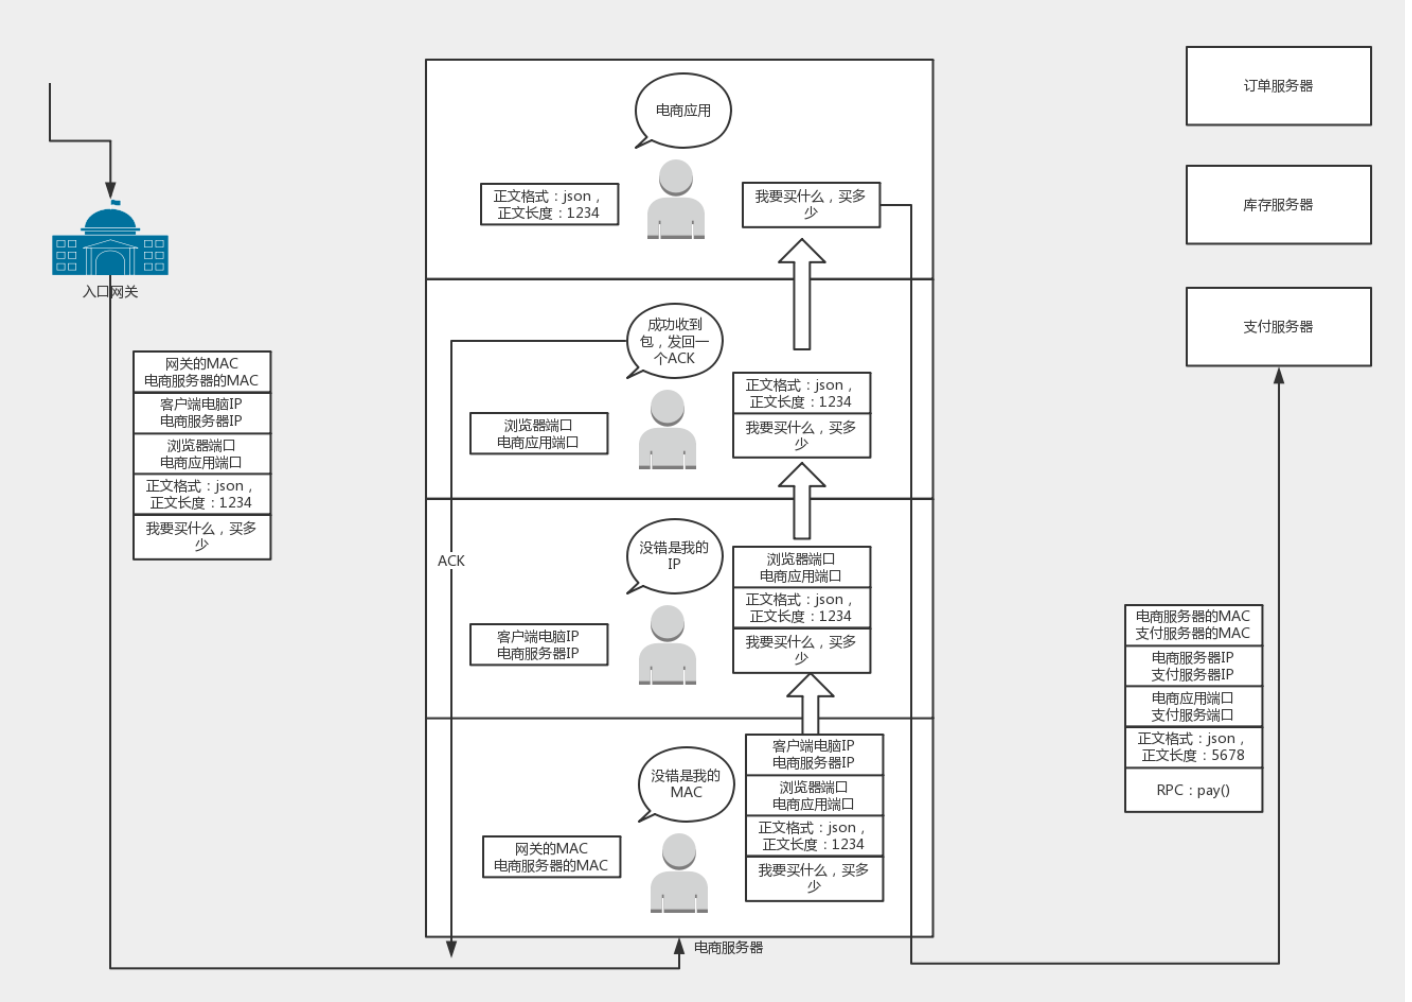 电商应用
正文格式：json，
正文长度：1234
我要买什么，买多
少
订单服务器
库存服务器
支付服务器
入口网关
网关的MAC
电商服务器的MAC
客户端电脑IP
电商服务器IP
浏览器端口
电商应用端口
正文格式：json，
正文长度：1234
我要买什么，买多
少
成功收到
包，发回一
个ACK
浏览器端口
电商应用端口
正文格式：json，
正文长度：1234
我要买什么，买多
少
ACK
没错是我的
IP
客户端电脑IP
电商服务器IP
浏览器端口
电商应用端口
正文格式：json，
正文长度：1234
我要买什么，买多
少
没错是我的
MAC
网关的MAC
电商服务器的MAC
客户端电脑IP
电商服务器IP
浏览器端口
电商应用端口
正文格式：json，
正文长度：1234
我要买什么，买多
少
电商服务器
电商服务器的MAC
支付服务器的MAC
电商服务器IP
支付服务器IP
电商应用端口
支付服务端口
正文格式：json，
正文长度：5678
RPC：pay()